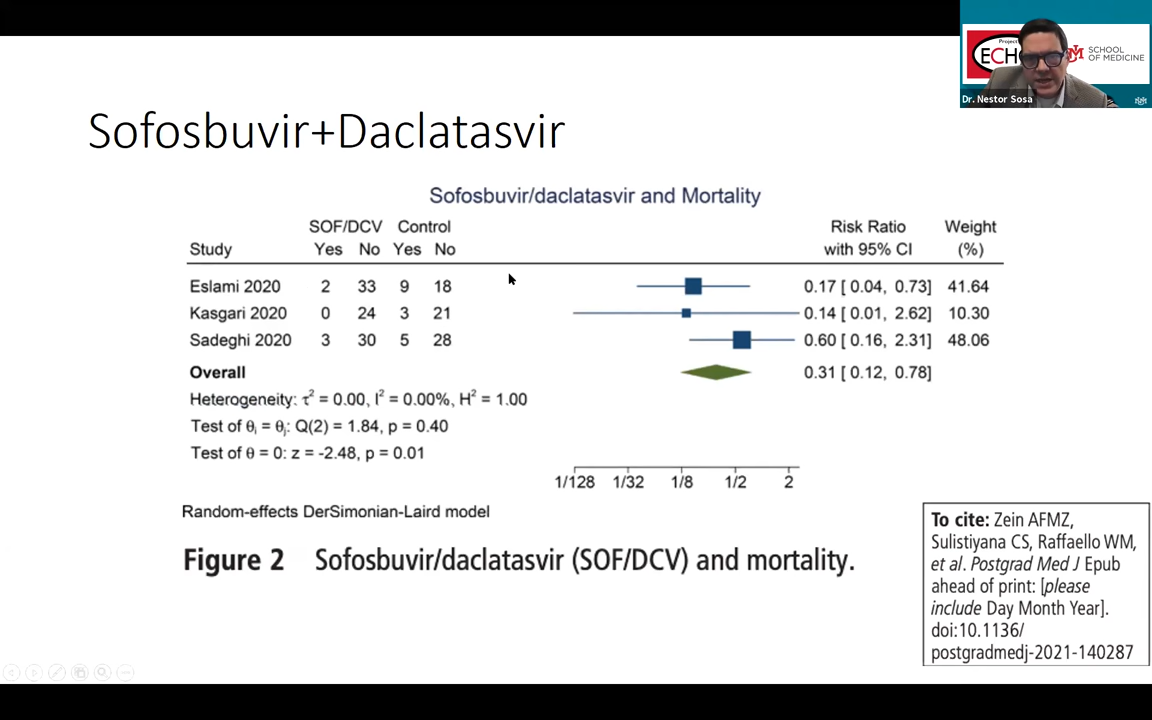 Project
ECHO
SCHOOL
OF MEDICINE
Dr. Nestor Sosa
Sofosbuvir+Daclatasvir
Sofosbuvir/daclatasvir and Mortality
SOF/DCV Control Risk Ratio Weight
Study Yes No Yes No with 95% CI (%)
Eslami 2020 2 33 9 18 0.17 [ 0.04, 0.73] 41.64
Kasgari 2020 0 24 3 21 0.14 [ 0.01, 2.62] 10.30
Sadeghi 2020 3 30 5 28 0.60 [ 0.16, 2.31] 48.06
Overall 0.31 [ 0.12, 0.78]
Heterogeneity: τ² = 0.00, I² = 0.00%, H² = 1.00
Test of θᵢ = θⱼ: Q(2) = 1.84, p = 0.40
Test of θ = 0: z = -2.48, p = 0.01
1/128 1/32 1/8 1/2 2
Random-effects DerSimonian-Laird model
Figure 2 Sofosbuvir/daclatasvir (SOF/DCV) and mortality.
To cite: Zein AFMZ,
Sulistiyana CS, Raffaello WM,
et al. Postgrad Med J Epub
ahead of print: [please
include Day Month Year].
doi:10.1136/
postgradmedj-2021-140287